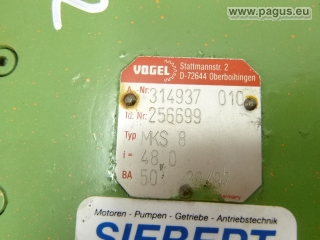 © www.pagus.eu
VOGEL
Stattmannstr. 2
D-72644 Oberboihingen
A.-Nr. 314937 010
Id. Nr. 256699
Typ MKS 8
i = 48,0
BA 50
Motoren - Pumpen - Getriebe - Antriebstechnik
SIEBERT